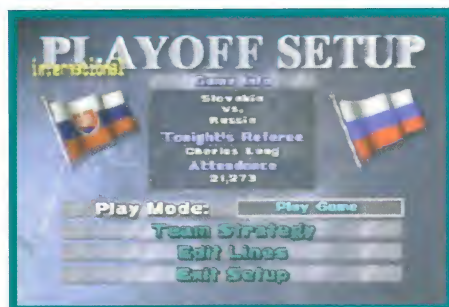 PLAYOFF SETUP
international
Game Info
Slovakia
vs.
Russia
Tonight's Referee
Charles Long
Attendance
21,273
Play Mode: Play Game
Team Strategy
Edit Lines
Exit Setup